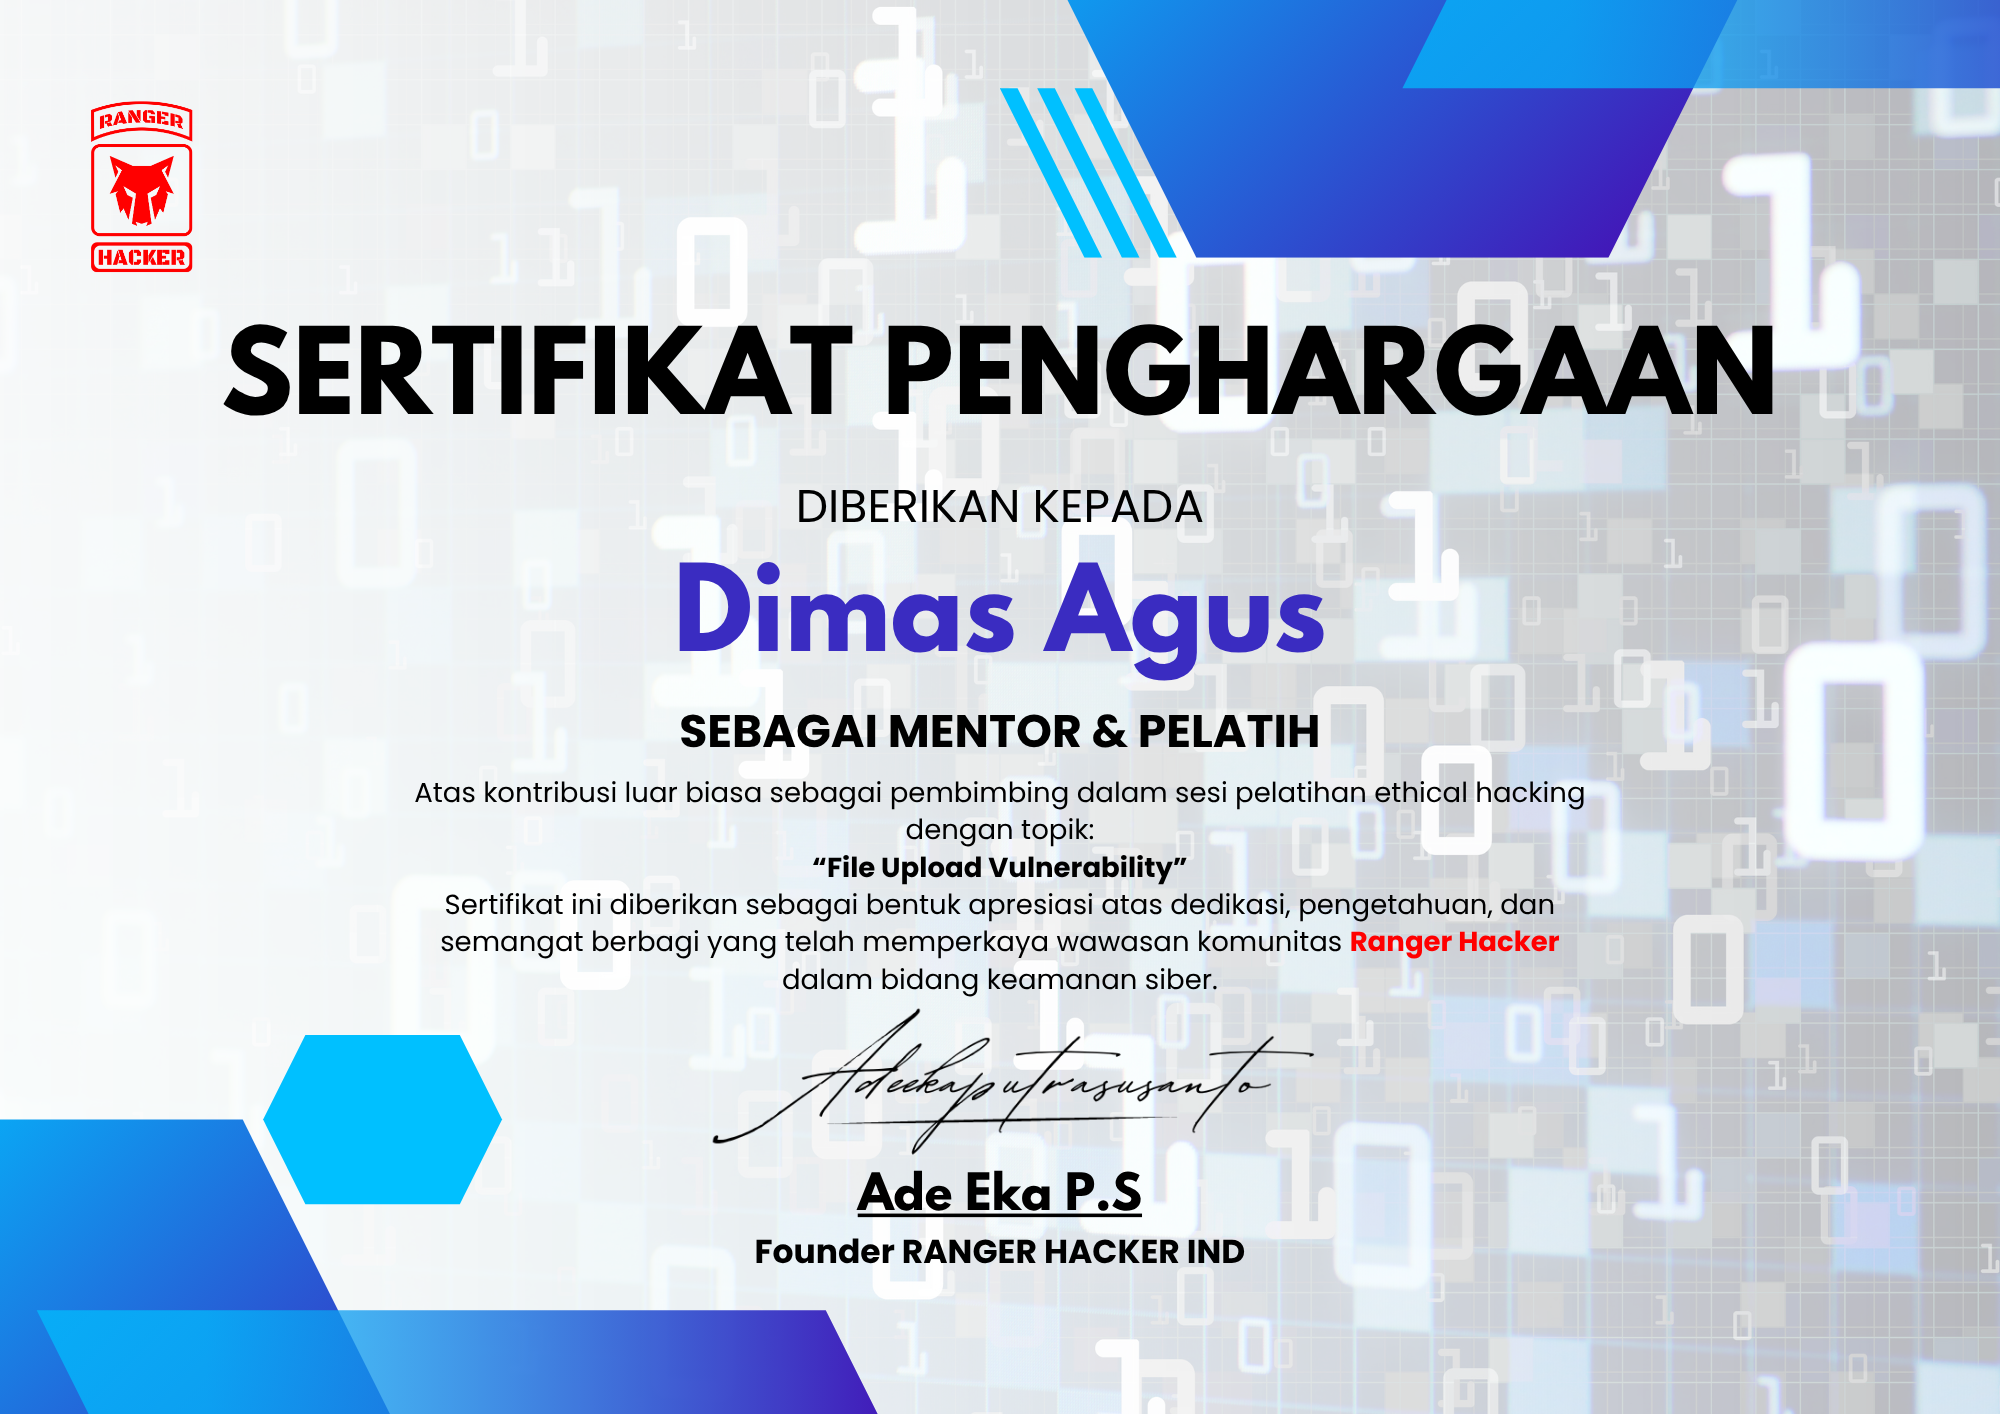 RANGER
HACKER
SERTIFIKAT PENGHARGAAN
DIBERIKAN KEPADA
Dimas Agus
SEBAGAI MENTOR & PELATIH
Atas kontribusi luar biasa sebagai pembimbing dalam sesi pelatihan ethical hacking
dengan topik:
“File Upload Vulnerability”
Sertifikat ini diberikan sebagai bentuk apresiasi atas dedikasi, pengetahuan, dan
semangat berbagi yang telah memperkaya wawasan komunitas Ranger Hacker
dalam bidang keamanan siber.
Adeekaputrasusanto
Ade Eka P.S
Founder RANGER HACKER IND